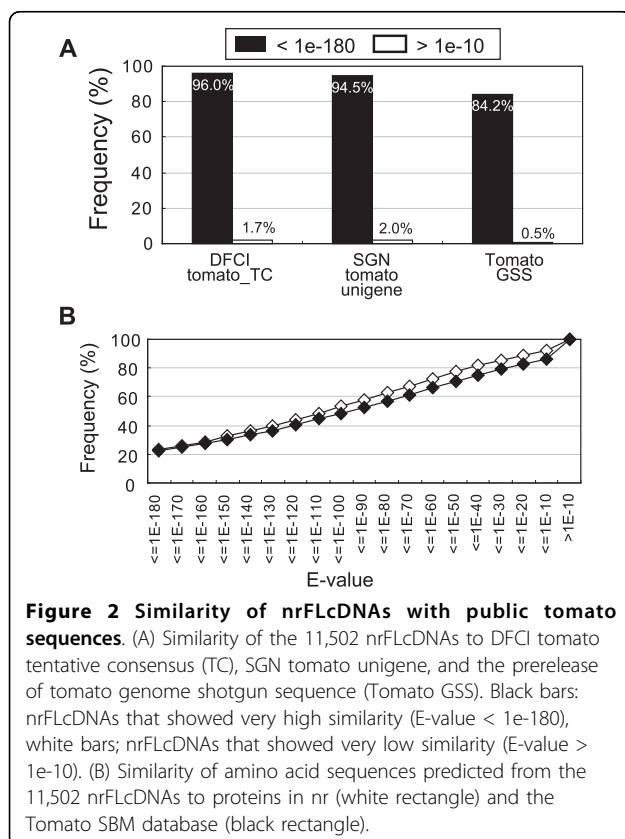 A
< 1e-180 > 1e-10
Frequency (%)
100
80
60
40
20
0
96.0%
1.7%
94.5%
2.0%
84.2%
0.5%
DFCI
tomato_TC
SGN
tomato
unigene
Tomato
GSS
B
Frequency (%)
100
80
60
40
20
0
<=1E-180
<=1E-170
<=1E-160
<=1E-150
<=1E-140
<=1E-130
<=1E-120
<=1E-110
<=1E-100
<=1E-90
<=1E-80
<=1E-70
<=1E-60
<=1E-50
<=1E-40
<=1E-30
<=1E-20
<=1E-10
>1E-10
E-value
Figure 2 Similarity of nrFLcDNAs with public tomato
sequences. (A) Similarity of the 11,502 nrFLcDNAs to DFCI tomato
tentative consensus (TC), SGN tomato unigene, and the prerelease
of tomato genome shotgun sequence (Tomato GSS). Black bars:
nrFLcDNAs that showed very high similarity (E-value < 1e-180),
white bars; nrFLcDNAs that showed very low similarity (E-value >
1e-10). (B) Similarity of amino acid sequences predicted from the
11,502 nrFLcDNAs to proteins in nr (white rectangle) and the
Tomato SBM database (black rectangle).